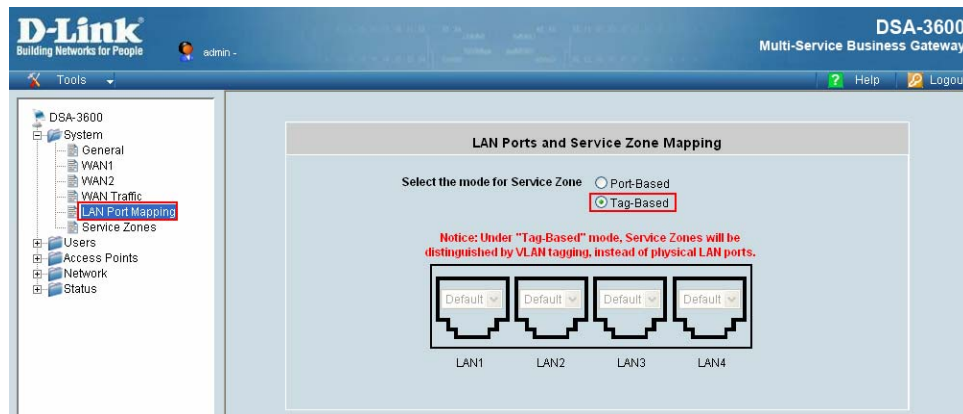 D-Link
Building Networks for People
admin -
DSA-3600
Multi-Service Business Gateway
Tools
Help
Logou
DSA-3600
System
General
WAN1
WAN2
WAN Traffic
LAN Port Mapping
Service Zones
Users
Access Points
Network
Status
LAN Ports and Service Zone Mapping
Select the mode for Service Zone
Port-Based
Tag-Based
Notice: Under "Tag-Based" mode, Service Zones will be
distinguished by VLAN tagging, instead of physical LAN ports.
Default Default Default Default
LAN1 LAN2 LAN3 LAN4